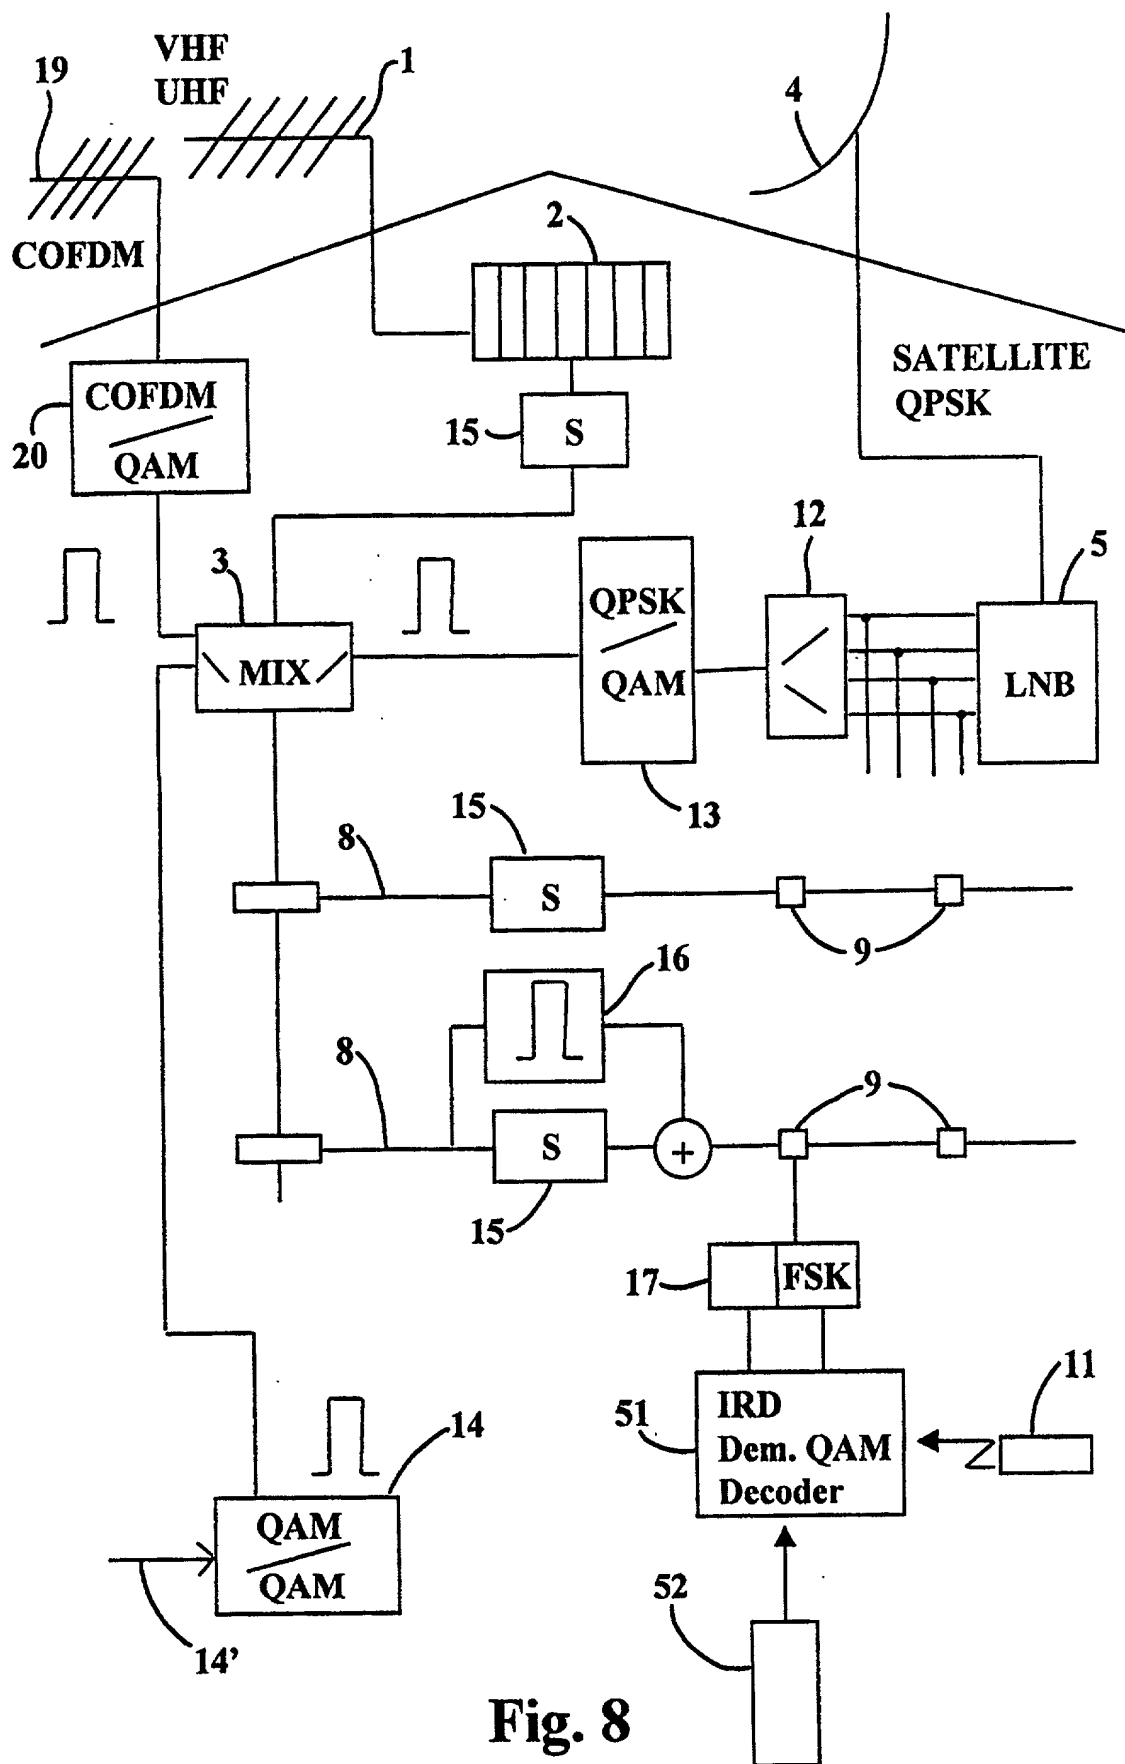 VHF
UHF
19
1
4
COFDM
2
COFDM
QAM
20
15
S
SATELLITE
QPSK
12
5
3
MIX
QPSK
QAM
LNB
13
15
8
S
9
16
8
S
+
9
15
17
FSK
11
51
IRD
Dem. QAM
Decoder
14
QAM
QAM
14’
52
Fig. 8